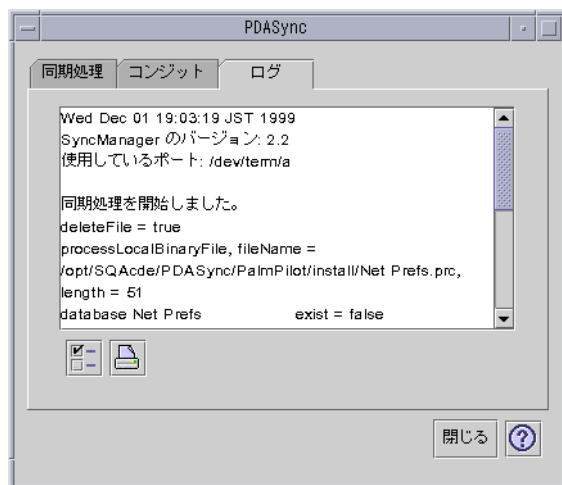 PDASync
同期処理 コンジット ログ
Wed Dec 01 19:03:19 JST 1999
SyncManager のバージョン: 2.2
使用しているポート: /dev/term/a
同期処理を開始しました。
deleteFile = true
processLocalBinaryFile, fileName =
/opt/SQAcde/PDASync/PalmPilot/install/Net Prefs.prc,
length = 51
database Net Prefs exist = false
閉じる ?